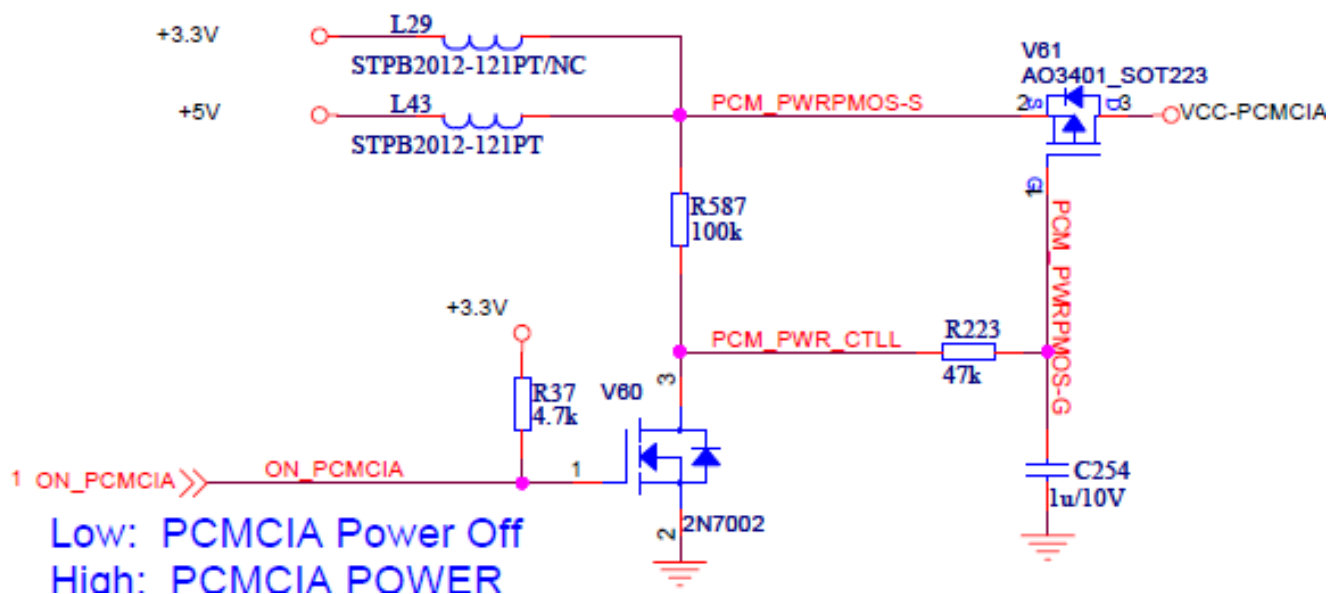 +3.3V
L29
STPB2012-121PT/NC
+5V
L43
STPB2012-121PT
PCM_PWRPMOS-S
V61
AO3401_SOT223
2
S
D
3
VCC-PCMCIA
G
1
PCM_PWRPMOS-G
R587
100k
+3.3V
R37
4.7k
PCM_PWR_CTLL
R223
47k
V60
3
1
2
2N7002
C254
1u/10V
1 ON_PCMCIA
ON_PCMCIA
Low: PCMCIA Power Off
High: PCMCIA POWER